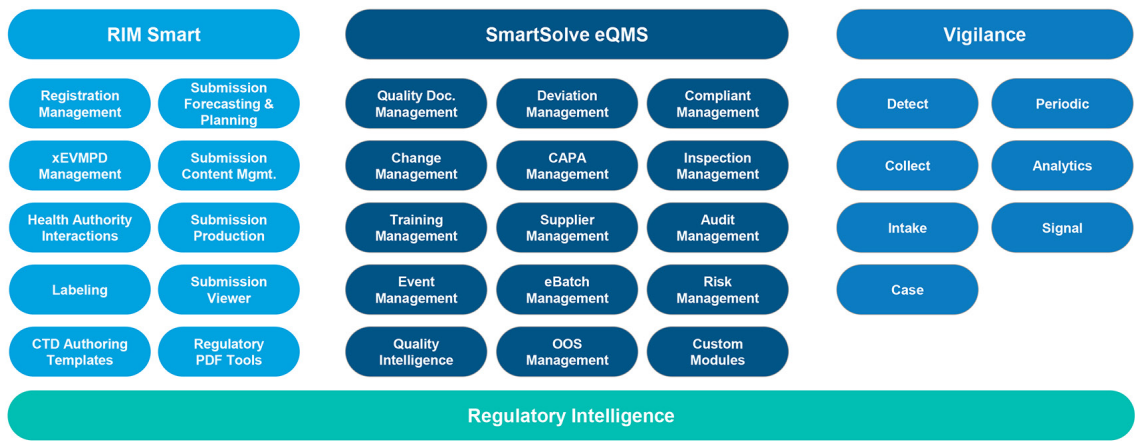 RIM Smart
Registration
Management
Submission
Forecasting &
Planning
xEVMPD
Management
Submission
Content Mgmt.
Health Authority
Interactions
Submission
Production
Labeling
Submission
Viewer
CTD Authoring
Templates
Regulatory
PDF Tools
SmartSolve eQMS
Quality Doc.
Management
Deviation
Management
Compliant
Management
Change
Management
CAPA
Management
Inspection
Management
Training
Management
Supplier
Management
Audit
Management
Event
Management
eBatch
Management
Risk
Management
Quality
Intelligence
OOS
Management
Custom
Modules
Vigilance
Detect
Periodic
Collect
Analytics
Intake
Signal
Case
Regulatory Intelligence